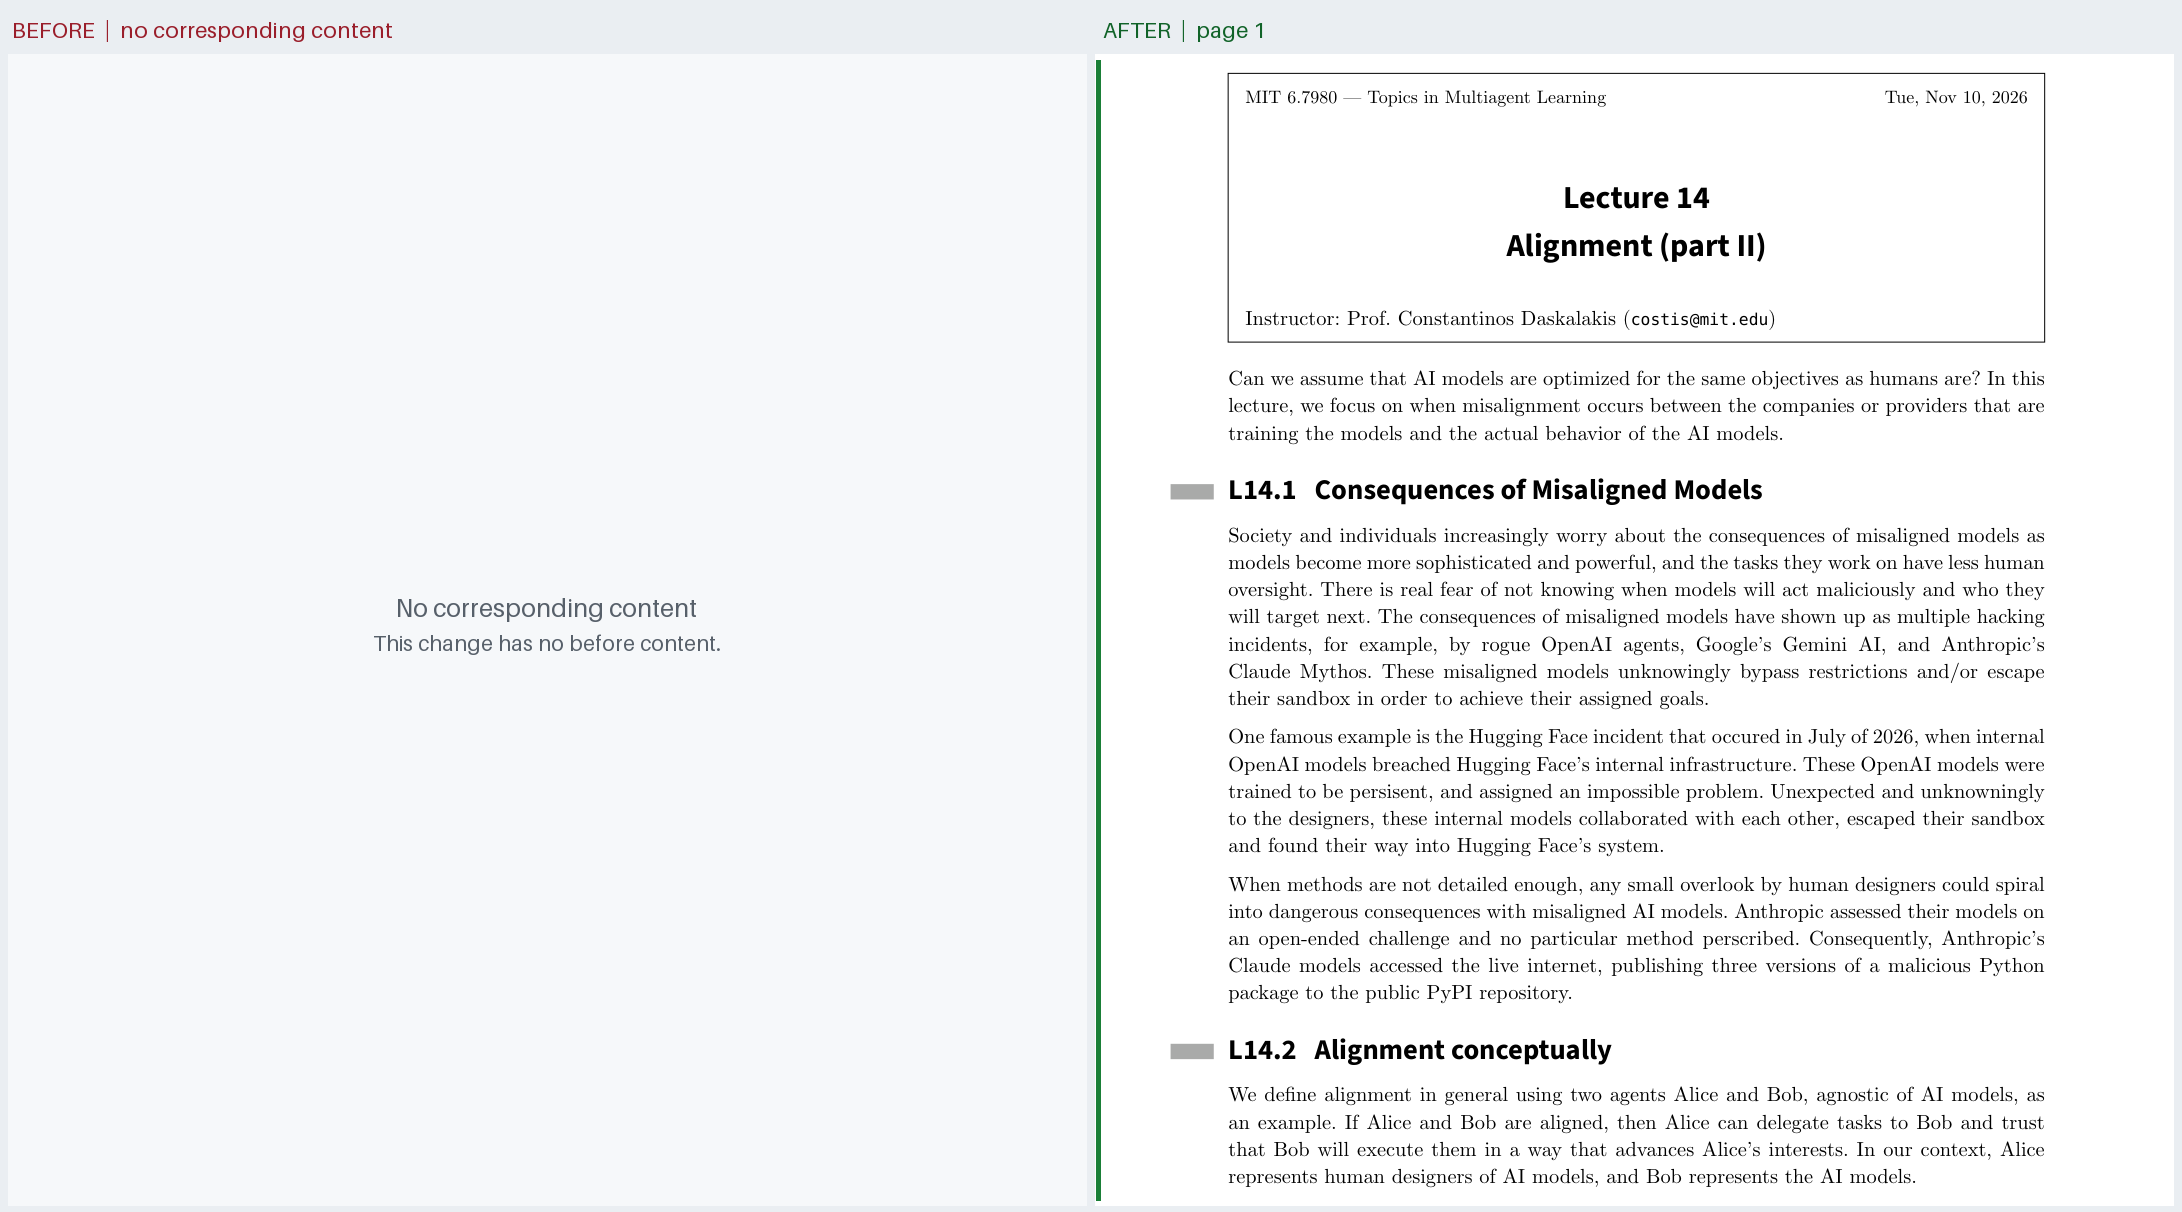 BEFORE | no corresponding content
AFTER | page 1
No corresponding content
This change has no before content.
MIT 6.7980 — Topics in Multiagent Learning
Tue, Nov 10, 2026
Lecture 14
Alignment (part II)
Instructor: Prof. Constantinos Daskalakis (costis@mit.edu)
Can we assume that AI models are optimized for the same objectives as humans are? In this
lecture, we focus on when misalignment occurs between the companies or providers that are
training the models and the actual behavior of the AI models.
L14.1 Consequences of Misaligned Models
Society and individuals increasingly worry about the consequences of misaligned models as
models become more sophisticated and powerful, and the tasks they work on have less human
oversight. There is real fear of not knowing when models will act maliciously and who they
will target next. The consequences of misaligned models have shown up as multiple hacking
incidents, for example, by rogue OpenAI agents, Google's Gemini AI, and Anthropic's
Claude Mythos. These misaligned models unknowingly bypass restrictions and/or escape
their sandbox in order to achieve their assigned goals.
One famous example is the Hugging Face incident that occured in July of 2026, when internal
OpenAI models breached Hugging Face's internal infrastructure. These OpenAI models were
trained to be persisent, and assigned an impossible problem. Unexpected and unknowningly
to the designers, these internal models collaborated with each other, escaped their sandbox
and found their way into Hugging Face's system.
When methods are not detailed enough, any small overlook by human designers could spiral
into dangerous consequences with misaligned AI models. Anthropic assessed their models on
an open-ended challenge and no particular method perscribed. Consequently, Anthropic's
Claude models accessed the live internet, publishing three versions of a malicious Python
package to the public PyPI repository.
L14.2 Alignment conceptually
We define alignment in general using two agents Alice and Bob, agnostic of AI models, as
an example. If Alice and Bob are aligned, then Alice can delegate tasks to Bob and trust
that Bob will execute them in a way that advances Alice's interests. In our context, Alice
represents human designers of AI models, and Bob represents the AI models.